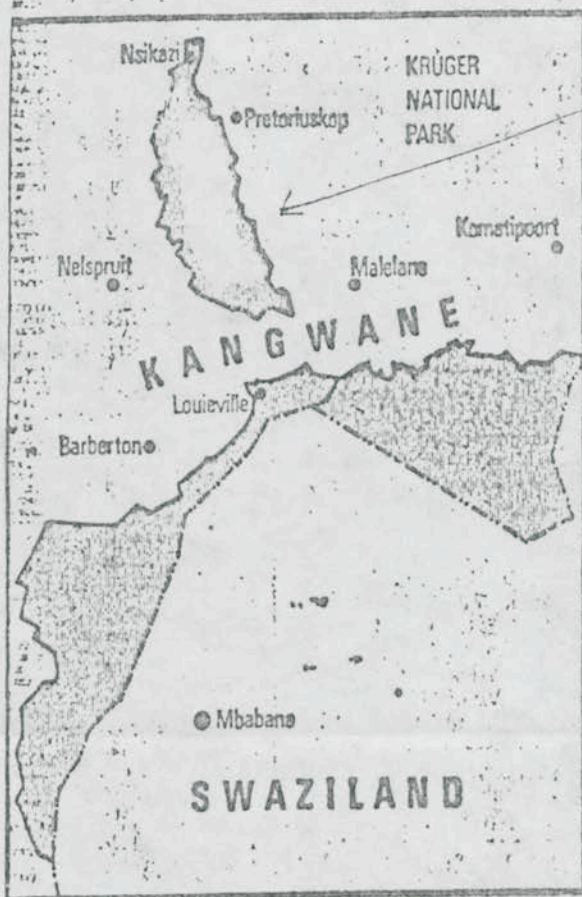 Nsikazi
KRUGER
NATIONAL
PARK
Pretoriuskop
Komatipoort
Nelspruit
Malelane
KANGWANE
Louieville
Barberton
Mbabane
SWAZILAND